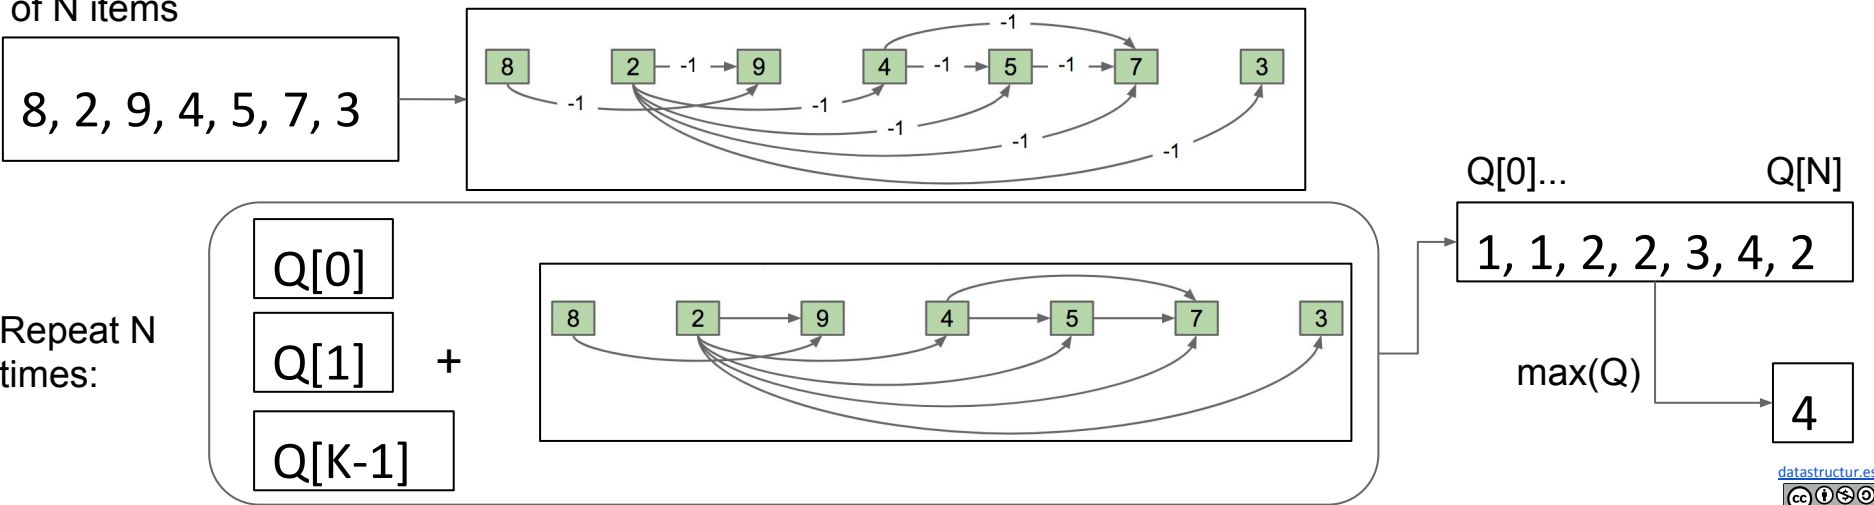 of N items
8, 2, 9, 4, 5, 7, 3
-1
8 2 -1 9 4 -1 5 -1 7 3
-1 -1
-1
-1
-1
Q[0]... Q[N]
1, 1, 2, 2, 3, 4, 2
Repeat N
times:
Q[0]
Q[1]
Q[K-1]
+
8 2 9 4 5 7 3
max(Q)
4
datastructur.es
cc